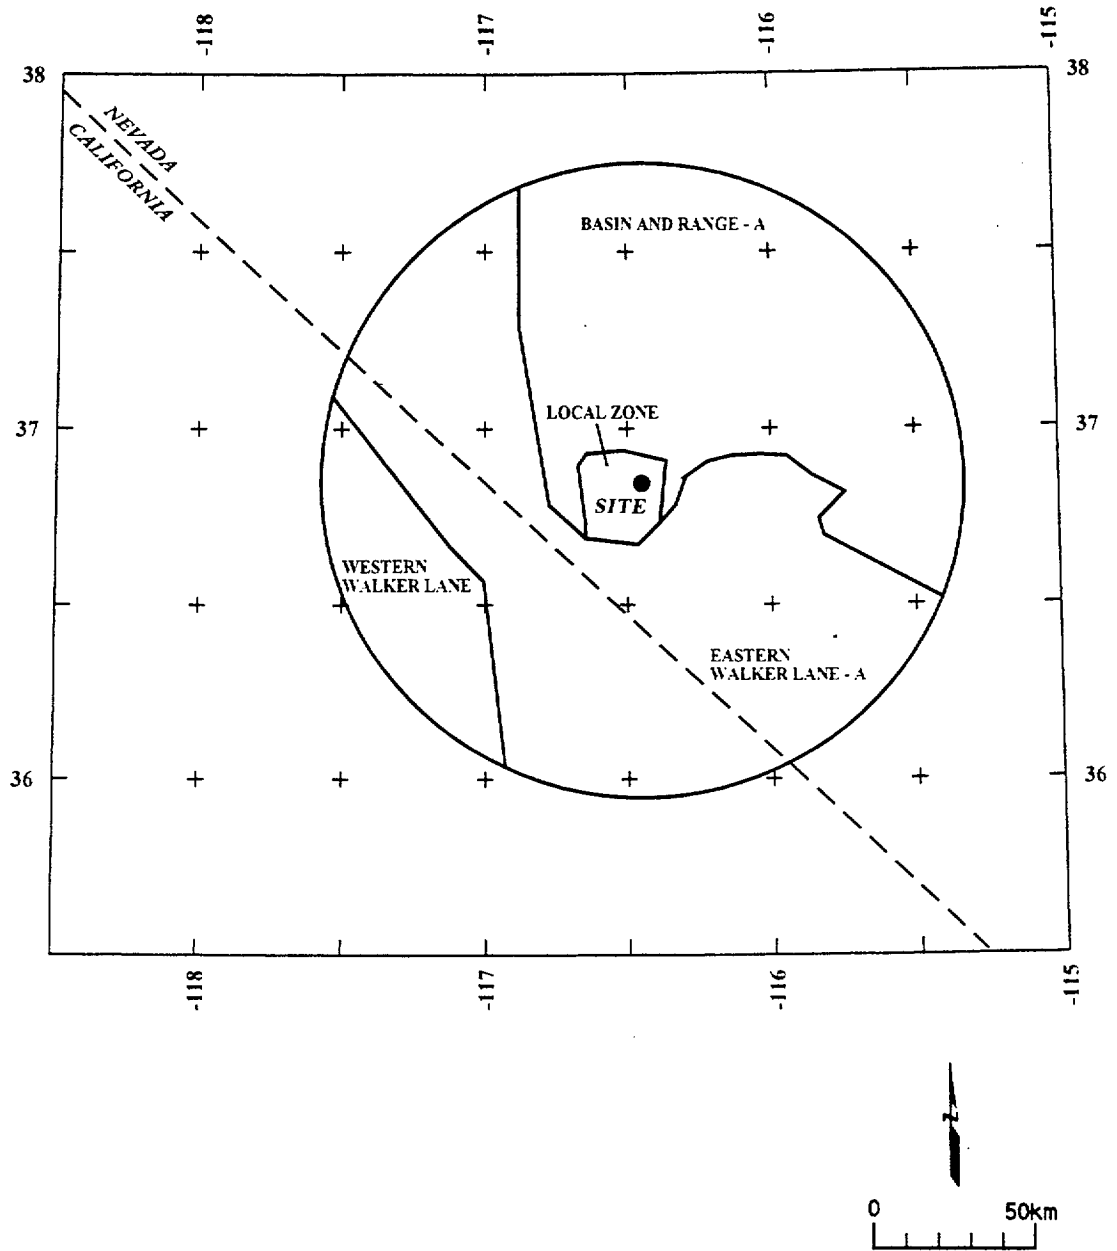 -118
-117
-116
-115
38
38
NEVADA
CALIFORNIA
BASIN AND RANGE - A
37
37
LOCAL ZONE
SITE
WESTERN
WALKER LANE
EASTERN
WALKER LANE - A
36
36
-118
-117
-116
-115
Z
0 50km